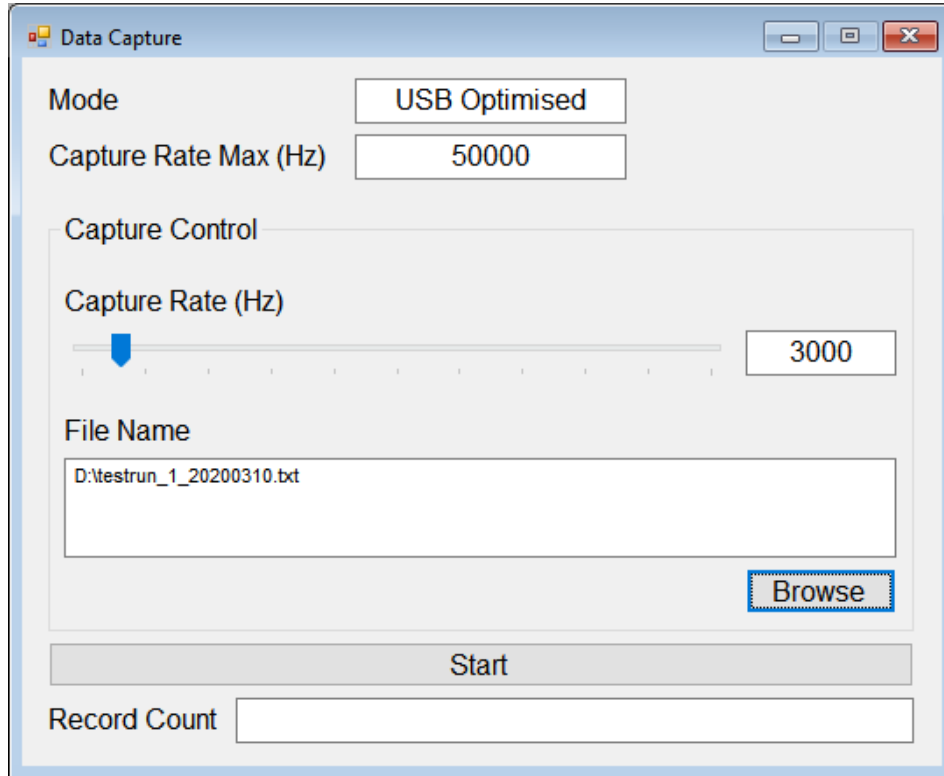 Data Capture
Mode USB Optimised
Capture Rate Max (Hz) 50000
Capture Control
Capture Rate (Hz)
3000
File Name
D:\testrun_1_20200310.txt
Browse
Start
Record Count